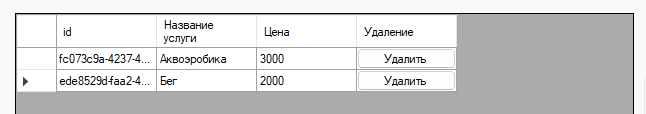 id Название услуги Цена Удаление
fc073c9a-4237-4... Аквоэробика 3000 Удалить
ede8529d-faa2-4... Бег 2000 Удалить